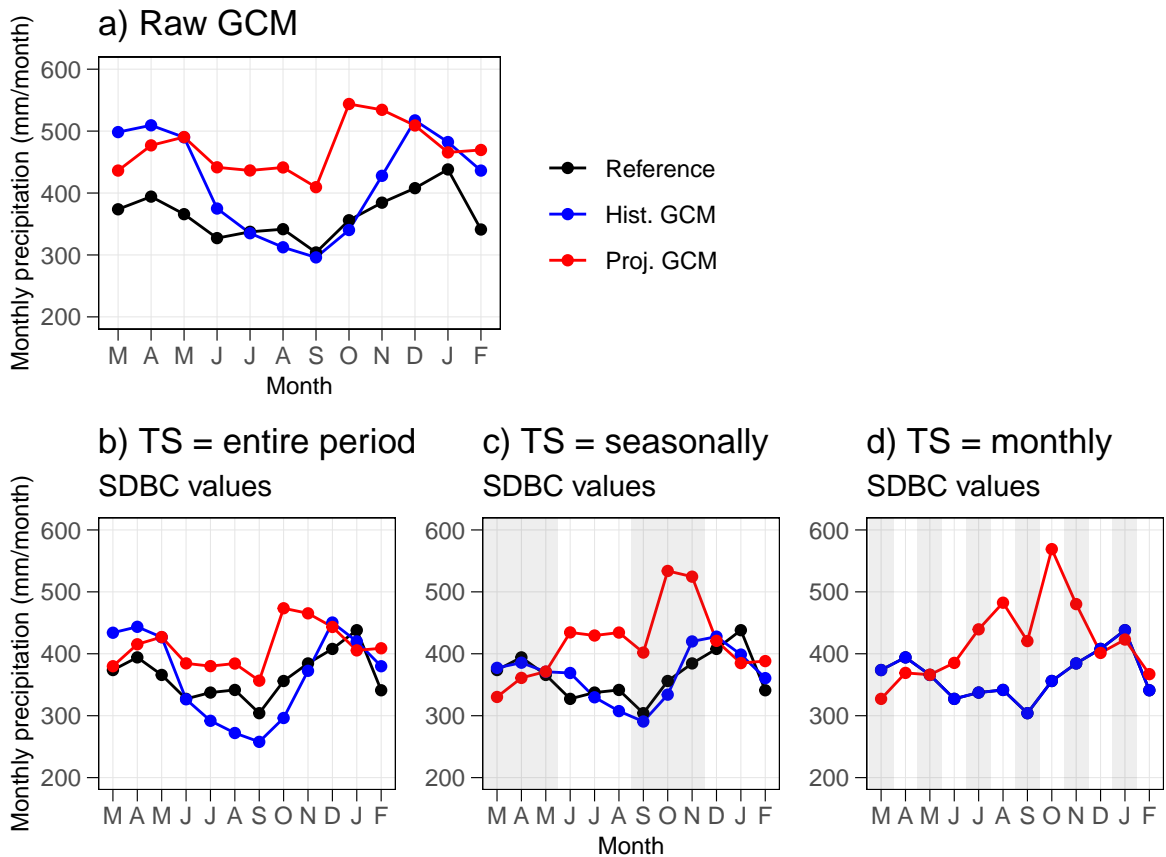 a) Raw GCM
Monthly precipitation (mm/month)
600
500
400
300
200
M A M J J A S O N D J F
Month
Reference
Hist. GCM
Proj. GCM
b) TS = entire period
SDBC values
c) TS = seasonally
SDBC values
d) TS = monthly
SDBC values
Monthly precipitation (mm/month)
600
500
400
300
200
M A M J J A S O N D J F
600
500
400
300
200
M A M J J A S O N D J F
600
500
400
300
200
M A M J J A S O N D J F
Month